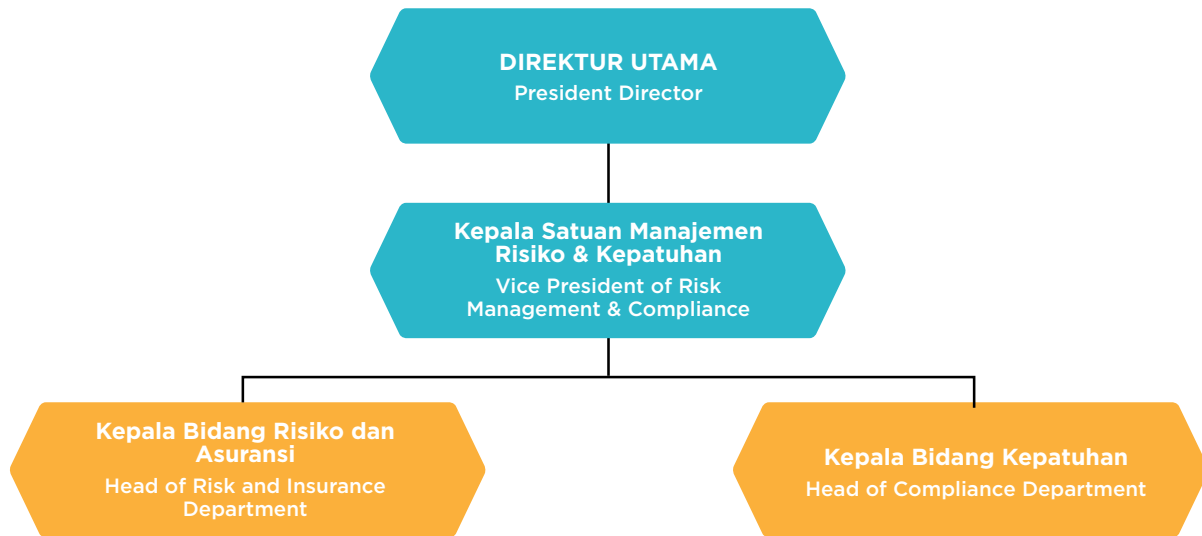 DIREKTUR UTAMA
President Director
Kepala Satuan Manajemen
Risiko & Kepatuhan
Vice President of Risk
Management & Compliance
Kepala Bidang Risiko dan
Asuransi
Head of Risk and Insurance
Department
Kepala Bidang Kepatuhan
Head of Compliance Department